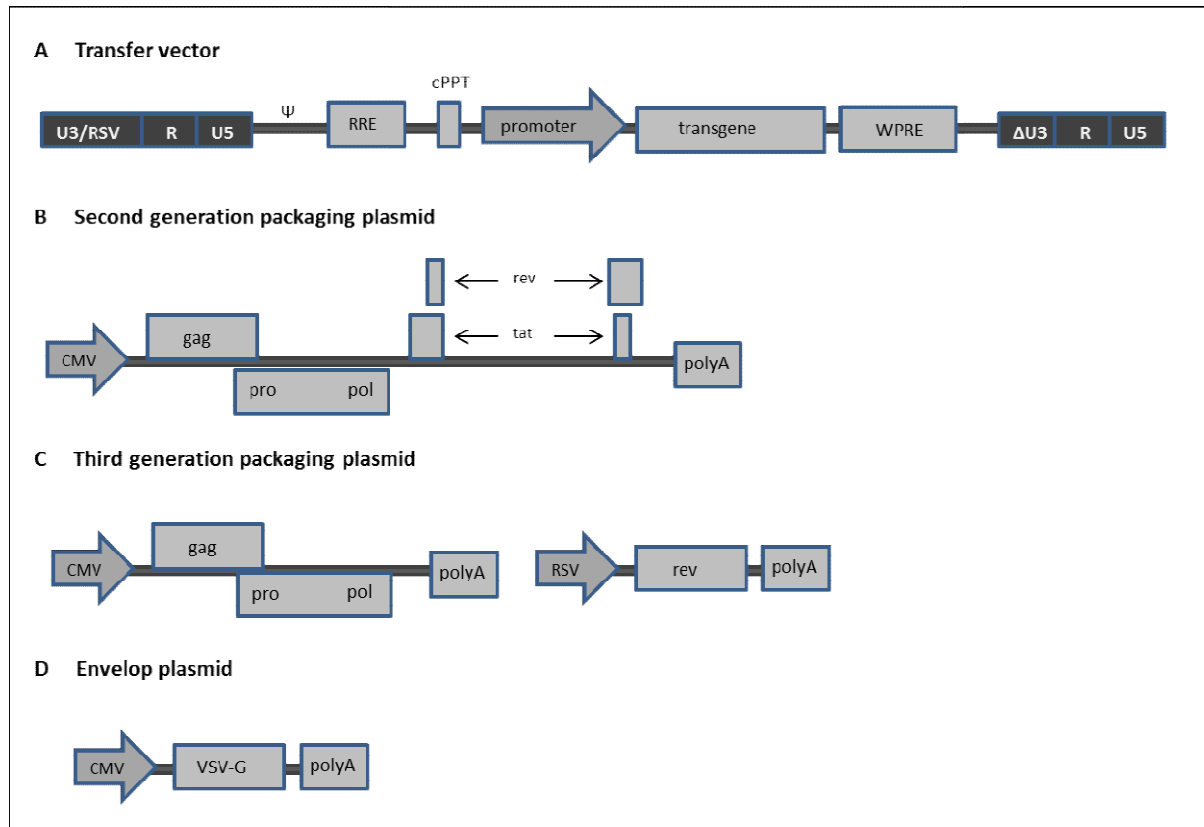 A Transfer vector
cPPT
Ψ
U3/RSV R U5 RRE promoter transgene WPRE ΔU3 R U5
B Second generation packaging plasmid
rev
gag tat
CMV polyA
pro pol
C Third generation packaging plasmid
gag
CMV polyA RSV rev polyA
pro pol
D Envelop plasmid
CMV VSV-G polyA